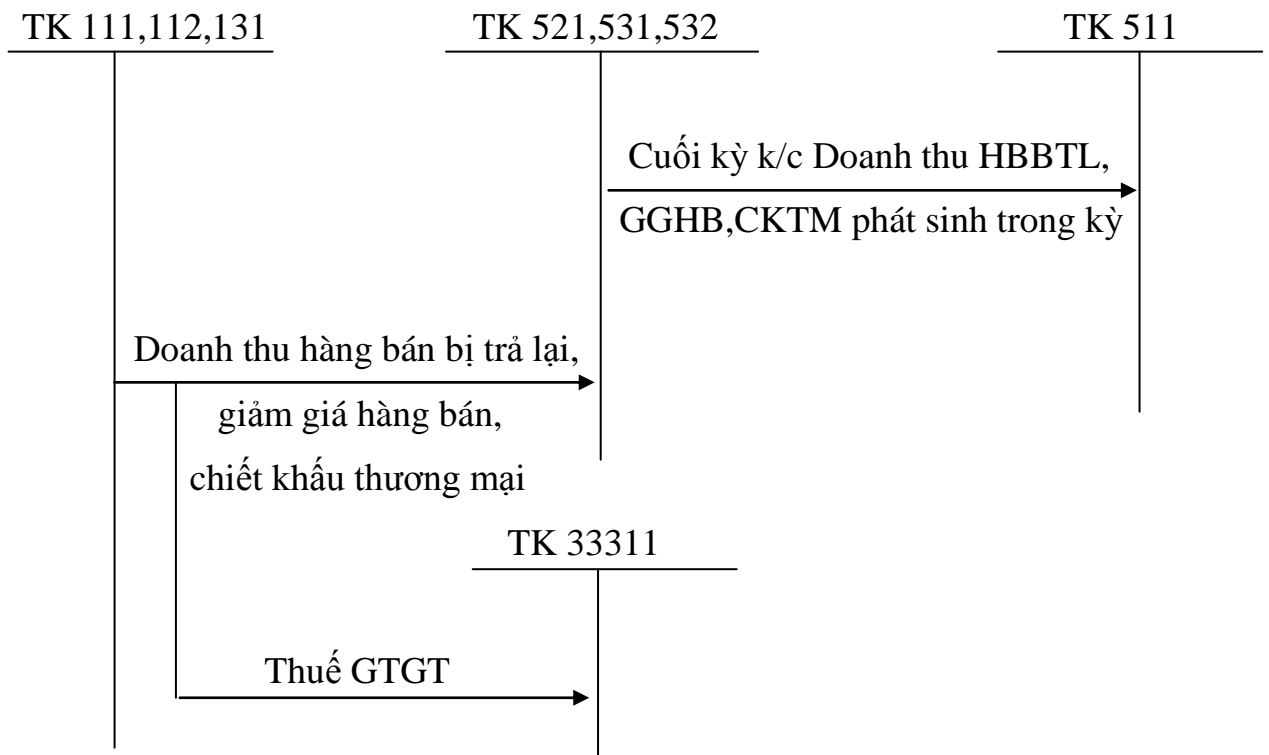 TK 111,112,131
TK 521,531,532
TK 511
Cuối kỳ k/c Doanh thu HBBTL,
GGHB,CKTM phát sinh trong kỳ
Doanh thu hàng bán bị trả lại,
giảm giá hàng bán,
chiết khấu thương mại
TK 33311
Thuế GTGT